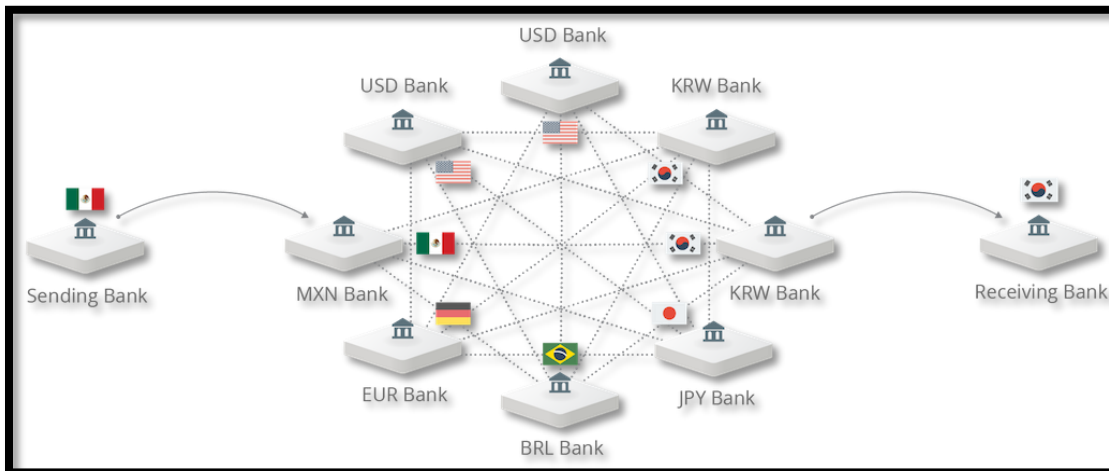 USD Bank
USD Bank
KRW Bank
Sending Bank
MXN Bank
KRW Bank
Receiving Bank
EUR Bank
JPY Bank
BRL Bank